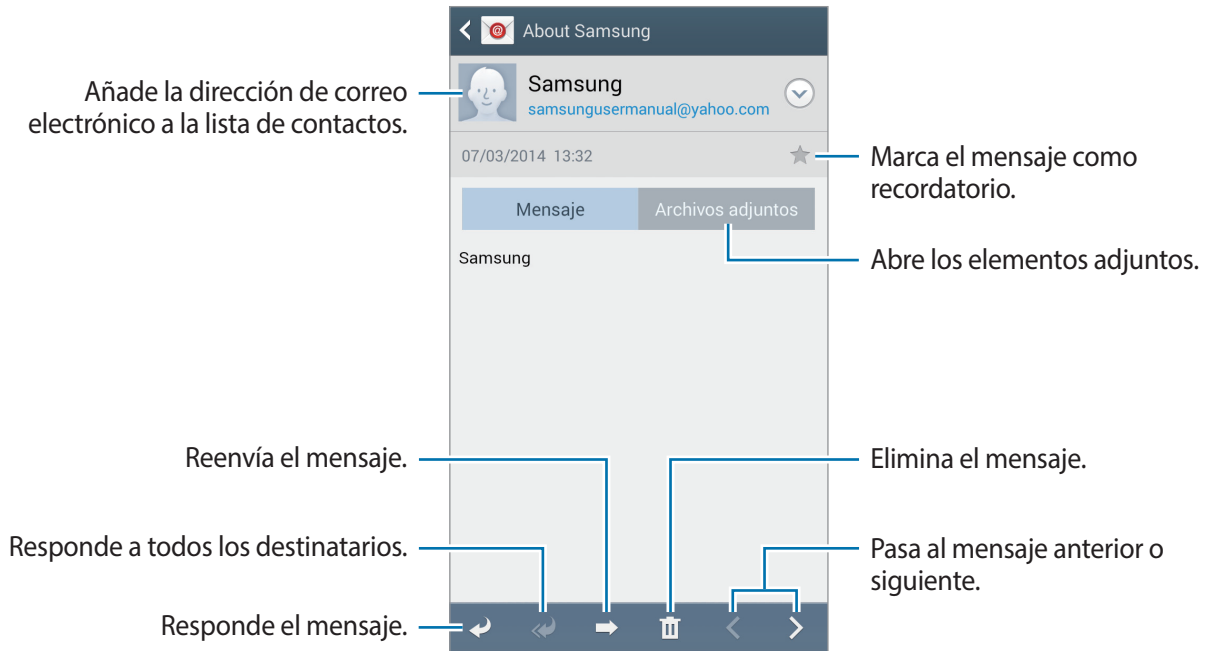 About Samsung
Samsung
samsungusermanual@yahoo.com
Añade la dirección de correo
electrónico a la lista de contactos.
07/03/2014 13:32
Marca el mensaje como
recordatorio.
Mensaje
Archivos adjuntos
Abre los elementos adjuntos.
Samsung
Reenvía el mensaje.
Elimina el mensaje.
Responde a todos los destinatarios.
Pasa al mensaje anterior o
siguiente.
Responde el mensaje.